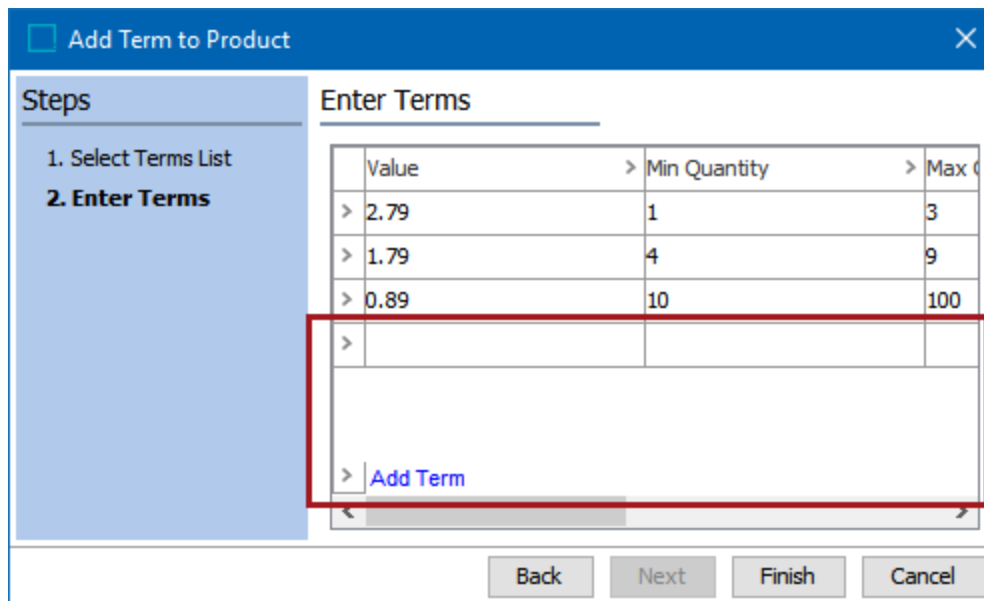 Add Term to Product
Steps
1. Select Terms List
2. Enter Terms
Enter Terms
Value > Min Quantity > Max
> 2.79 1 3
> 1.79 4 9
> 0.89 10 100
>
> Add Term
Back Next Finish Cancel